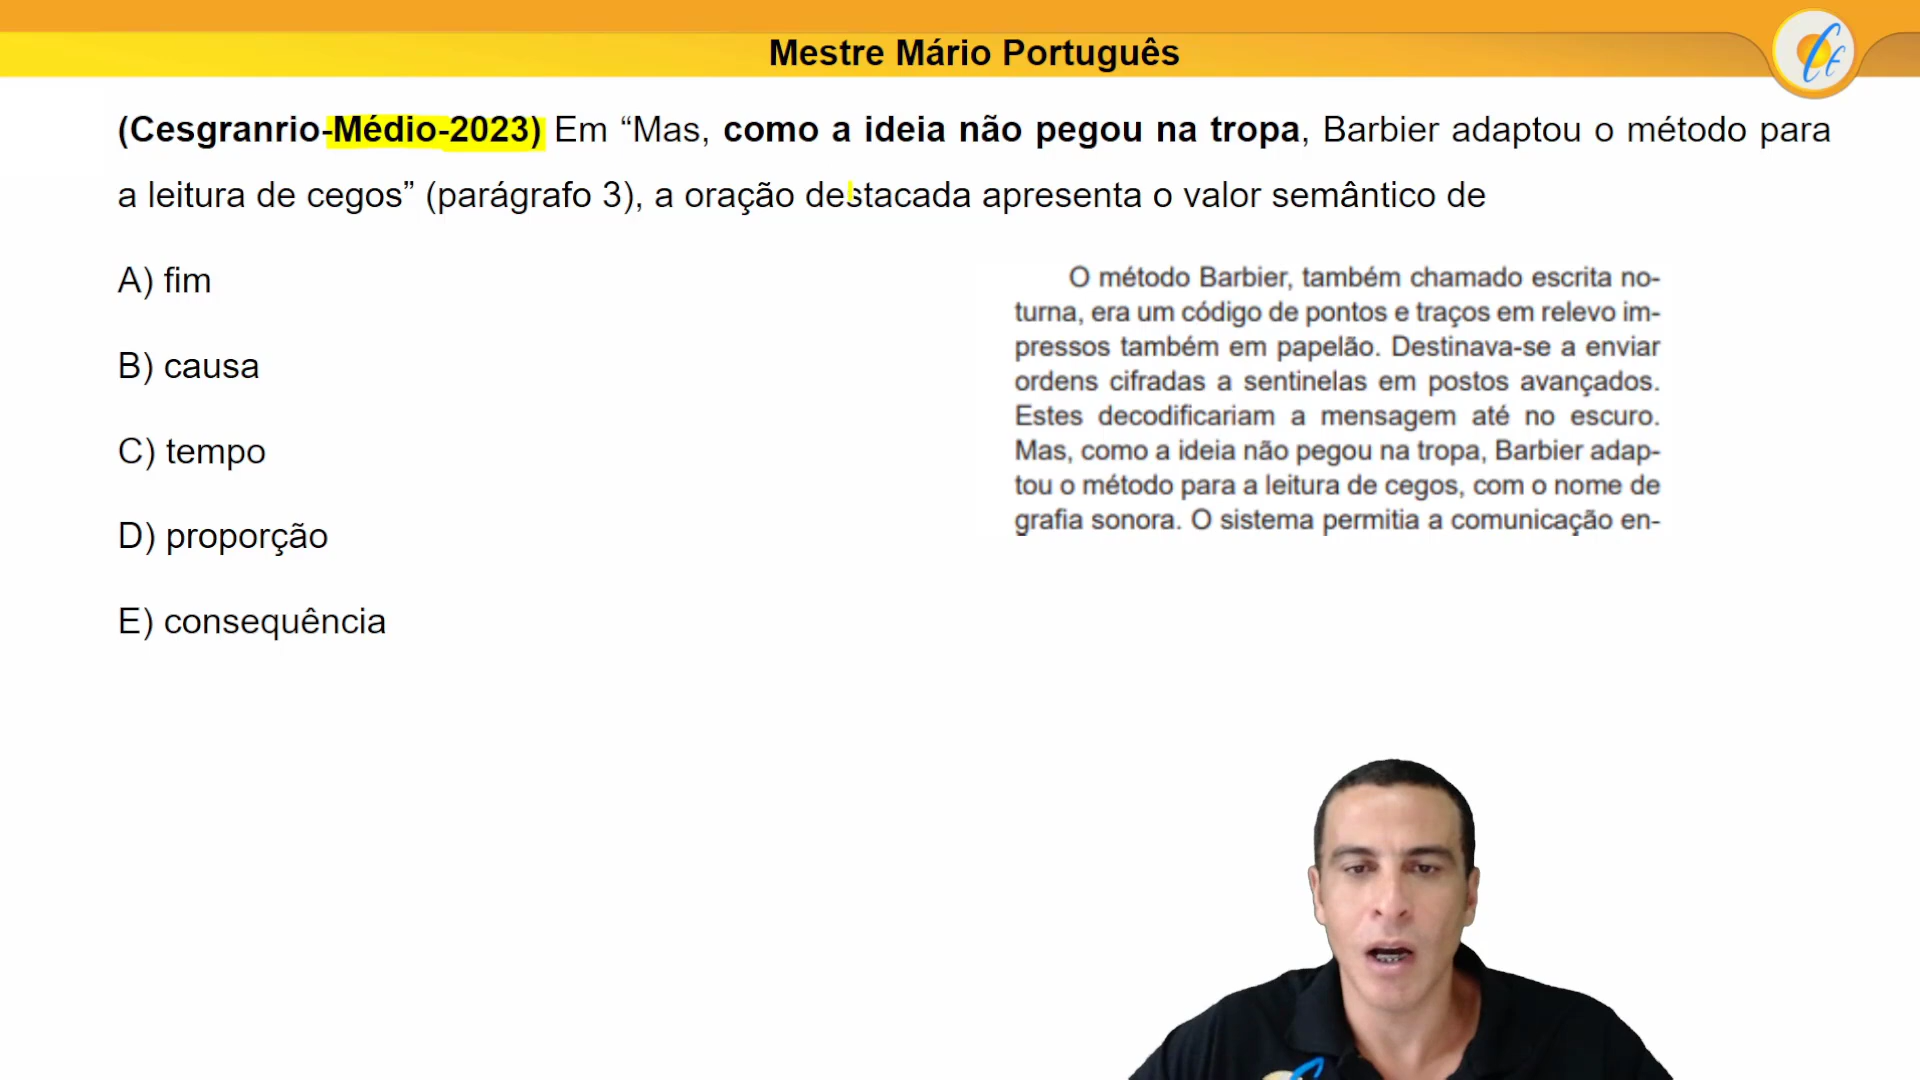 Mestre Mário Português
(Cesgranrio-Médio-2023) Em “Mas, como a ideia não pegou na tropa, Barbier adaptou o método para
a leitura de cegos” (parágrafo 3), a oração destacada apresenta o valor semântico de
A) fim
B) causa
C) tempo
D) proporção
E) consequência
O método Barbier, também chamado escrita no-
turna, era um código de pontos e traços em relevo im-
pressos também em papelão. Destinava-se a enviar
ordens cifradas a sentinelas em postos avançados.
Estes decodificariam a mensagem até no escuro.
Mas, como a ideia não pegou na tropa, Barbier adap-
tou o método para a leitura de cegos, com o nome de
grafia sonora. O sistema permitia a comunicação en-